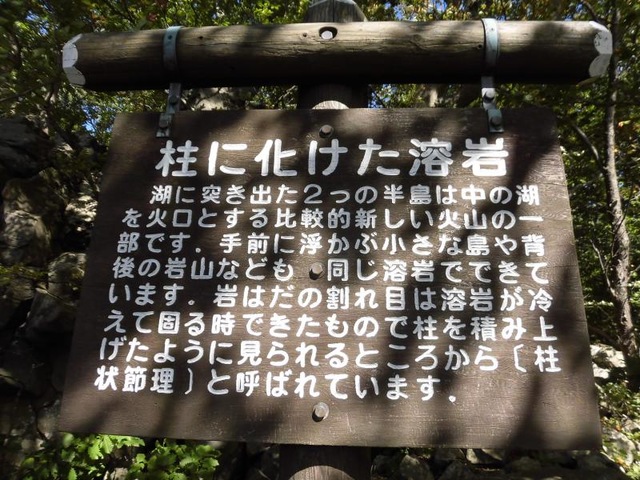 柱に化けた溶岩
湖に突き出た2つの半島は中の湖
を火口とする比較的新しい火山の一
部です．手前に浮かぶ小さな島や背
後の岩山なども 同じ溶岩でできて
います．岩はだの割れ目は溶岩が冷
えて固る時できたもので柱を積み上
げたように見られるところから〔柱
状節理〕と呼ばれています．